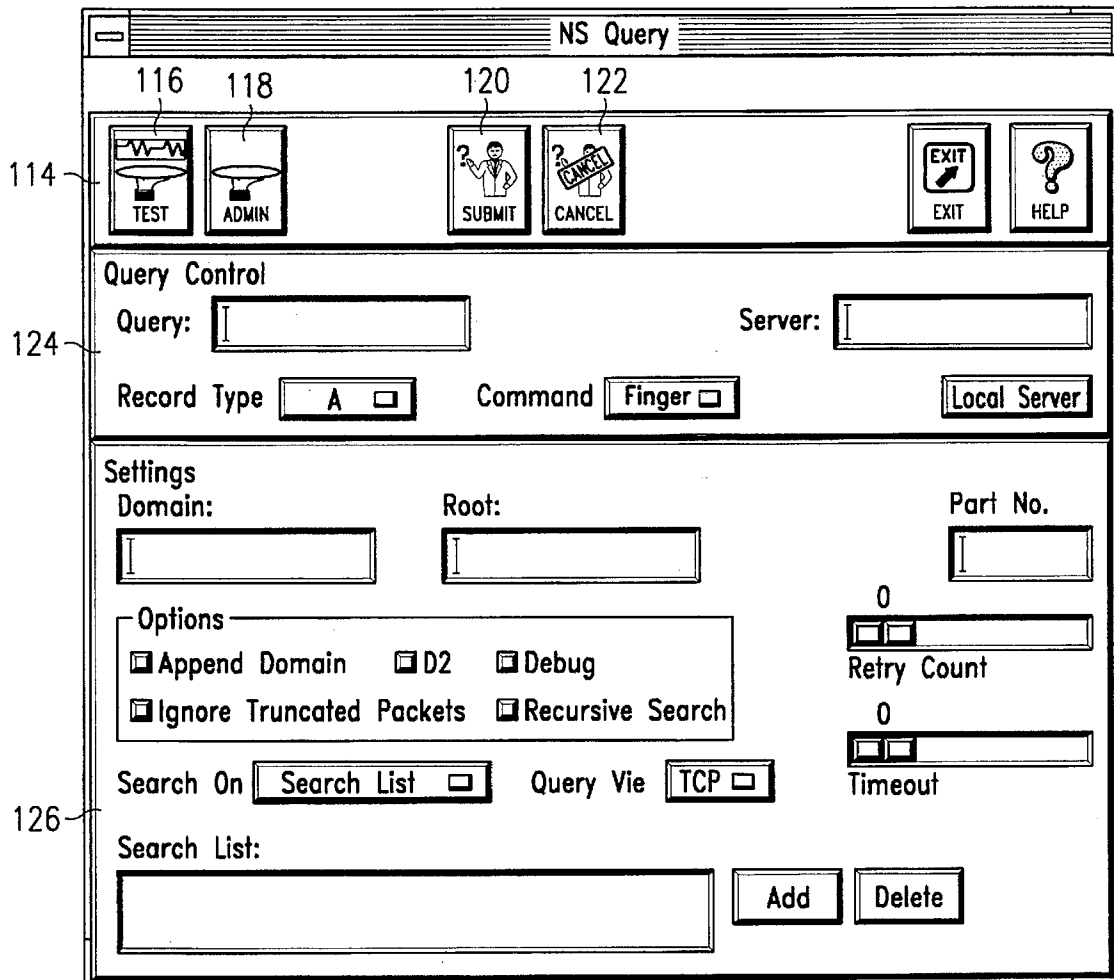 NS Query
116 118 120 122
114
TEST ADMIN ? SUBMIT ? CANCEL CANCEL EXIT EXIT ? HELP
Query Control
Query: Server:
124
Record Type A Command Finger Local Server
Settings
Domain: Root: Part No.
Options
0
Append Domain D2 Debug
Retry Count
Ignore Truncated Packets Recursive Search
0
Search On Search List Query Vie TCP Timeout
126
Search List:
Add Delete